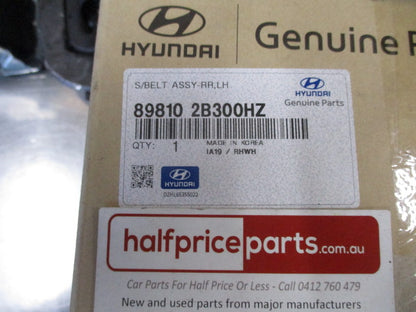 HYUNDAI
Genuine P
S/BELT ASSY-RR,LH
89810 2B300HZ
HYUNDAI
Genuine Parts
QTY: 1
MADE IN KOREA
IA19 / RHWH
HYUNDAI
halfpriceparts.com.au
Car Parts For Half Price Or Less - Call 0412 760 479
New and used parts from major manufacturers